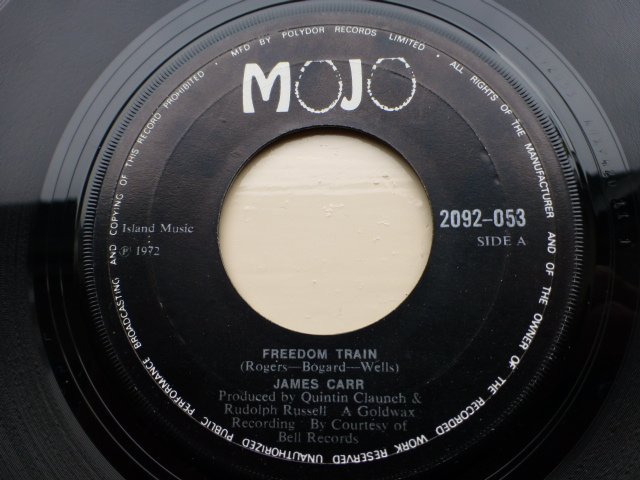 MFD BY POLYDOR RECORDS LIMITED • ALL RIGHTS OF THE MANUFACTURER AND OF THE OWNER OF THE RECORDED WORK RESERVED UNAUTHORIZED PUBLIC PERFORMANCE BROADCASTING AND COPYING OF THIS RECORD PROHIBITED •
MOJO
Island Music
℗ 1972
2092-053
SIDE A
FREEDOM TRAIN
(Rogers—Bogard—Wells)
JAMES CARR
Produced by Quintin Claunch &
Rudolph Russell A Goldwax
Recording By Courtesy of
Bell Records